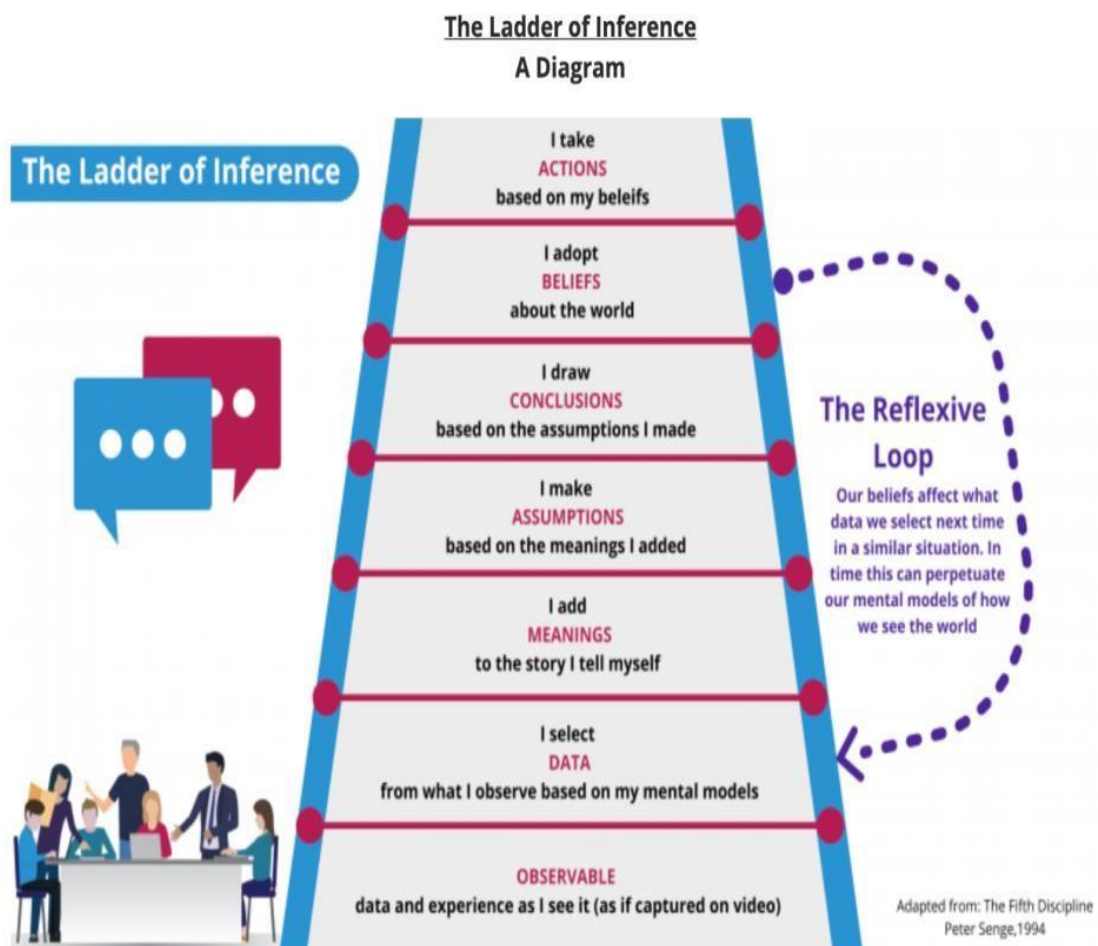 The Ladder of Inference
A Diagram
The Ladder of Inference
I take
ACTIONS
based on my beleifs
I adopt
BELIEFS
about the world
I draw
CONCLUSIONS
based on the assumptions I made
I make
ASSUMPTIONS
based on the meanings I added
I add
MEANINGS
to the story I tell myself
I select
DATA
from what I observe based on my mental models
OBSERVABLE
data and experience as I see it (as if captured on video)
The Reflexive
Loop
Our beliefs affect what
data we select next time
in a similar situation. In
time this can perpetuate
our mental models of how
we see the world
Adapted from: The Fifth Discipline
Peter Senge,1994